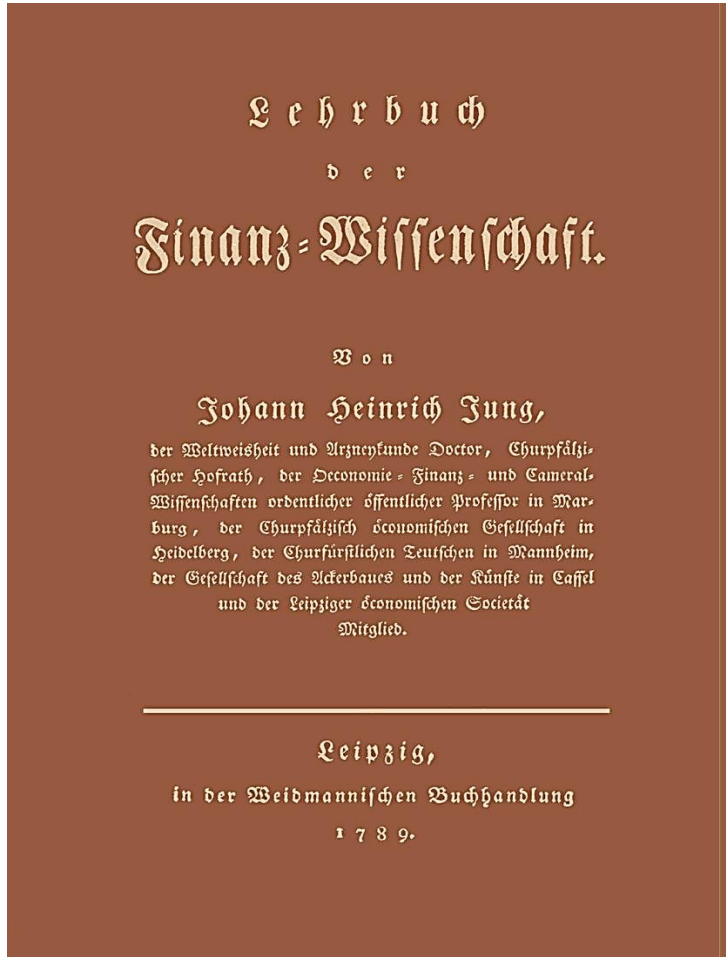 Lehrbuch
der
Finanz-Wissenschaft.
Von
Johann Heinrich Jung,
der Weltweisheit und Arzneykunde Doctor, Churpfälzi-
scher Hofrath, der Oeconomie-Finanz- und Cameral-
Wissenschaften ordentlicher öffentlicher Professor in Mar-
burg, der Churpfälzisch öconomischen Gesellschaft in
Heidelberg, der Churfürstlichen Teutschen in Mannheim,
der Gesellschaft des Ackerbaues und der Künste in Cassel
und der Leipziger öconomischen Societät
Mitglied.
Leipzig,
in der Weidmannischen Buchhandlung
1789.